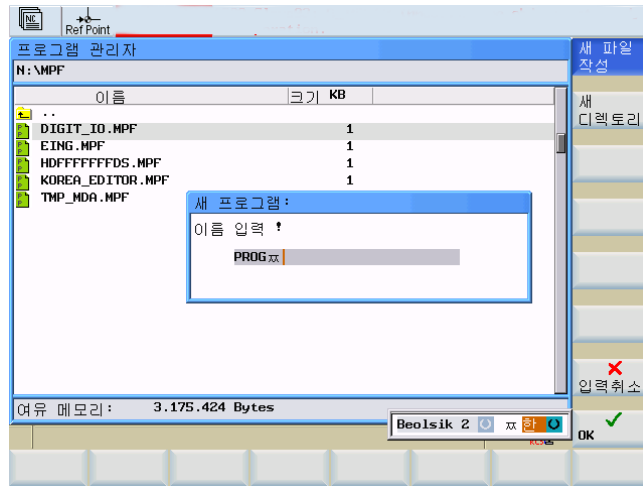 NC
Ref Point
프로그램 관리자
새 파일
작성
N:\MPF
이름 크기 KB
새
디렉토리
..
DIGIT_IO.MPF 1
EING.MPF 1
HDFFFFFFDS.MPF 1
KOREA_EDITOR.MPF 1
TMP_MDA.MPF
새 프로그램:
이름 입력 !
PROGㅉ
입력취소
여유 메모리: 3.175.424 Bytes
Beolsik 2 ㅉ 한
OK